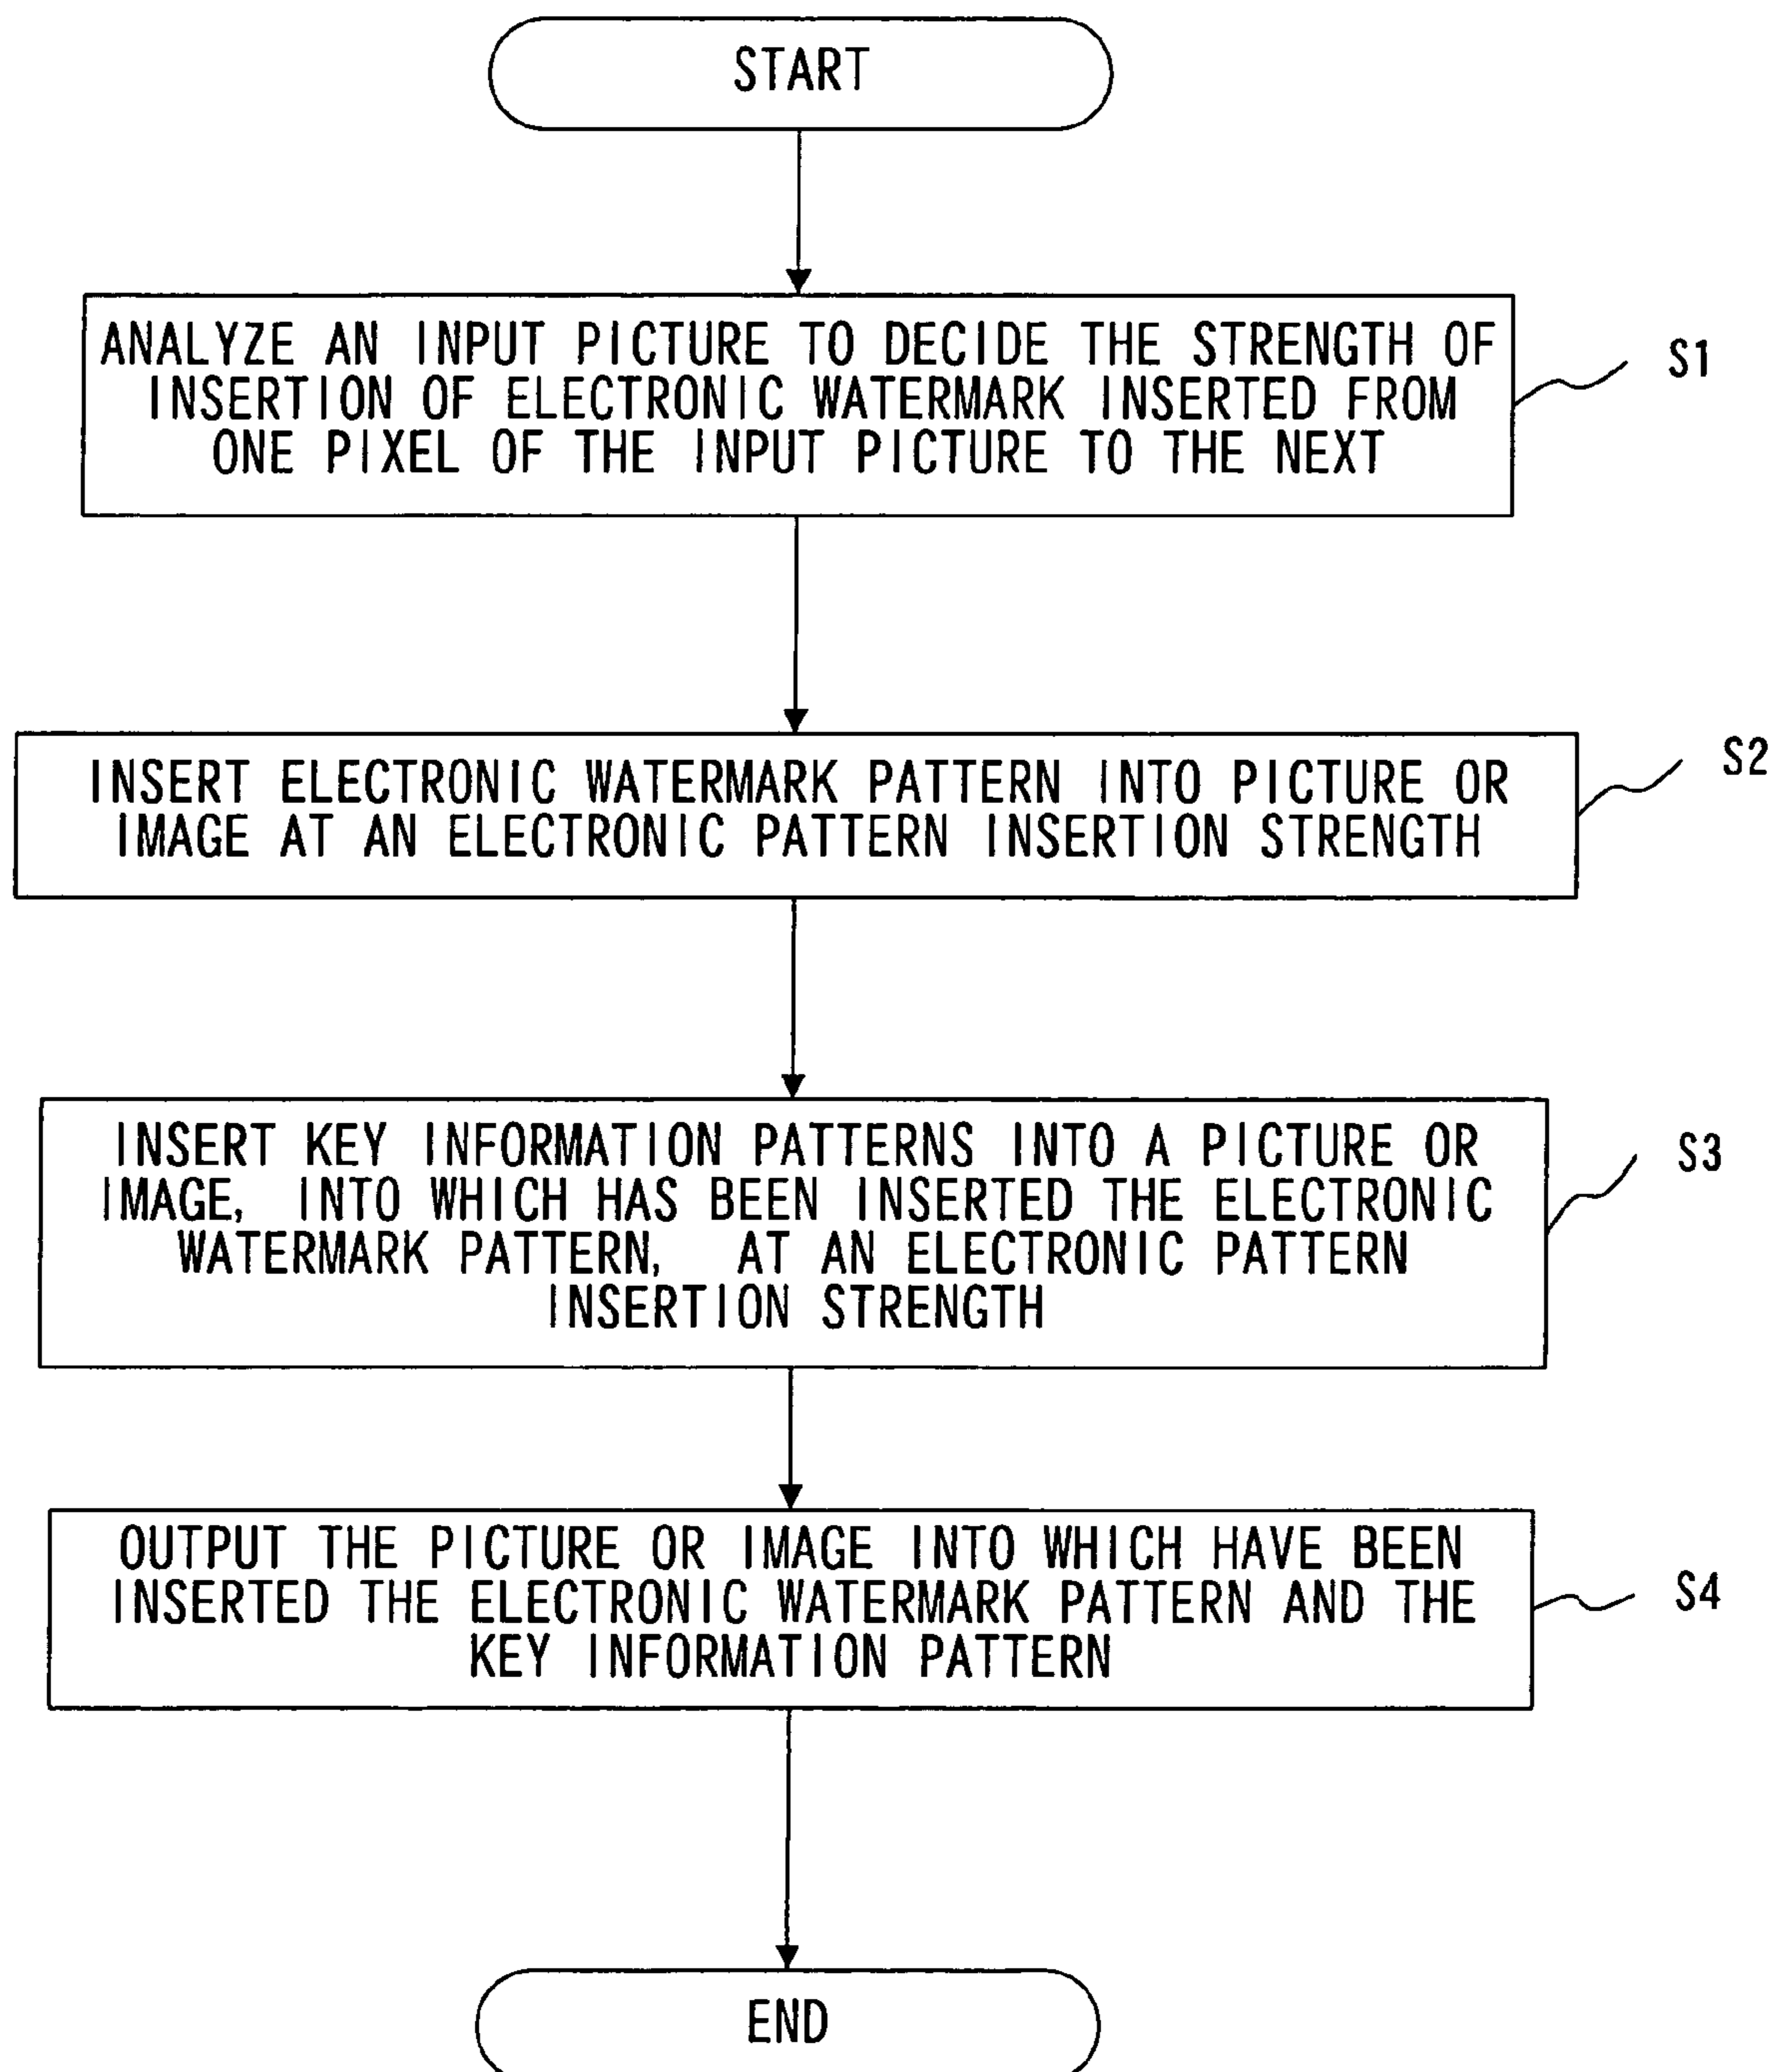 START
ANALYZE AN INPUT PICTURE TO DECIDE THE STRENGTH OF
INSERTION OF ELECTRONIC WATERMARK INSERTED FROM
ONE PIXEL OF THE INPUT PICTURE TO THE NEXT
S1
INSERT ELECTRONIC WATERMARK PATTERN INTO PICTURE OR
IMAGE AT AN ELECTRONIC PATTERN INSERTION STRENGTH
S2
INSERT KEY INFORMATION PATTERNS INTO A PICTURE OR
IMAGE, INTO WHICH HAS BEEN INSERTED THE ELECTRONIC
WATERMARK PATTERN, AT AN ELECTRONIC PATTERN
INSERTION STRENGTH
S3
OUTPUT THE PICTURE OR IMAGE INTO WHICH HAVE BEEN
INSERTED THE ELECTRONIC WATERMARK PATTERN AND THE
KEY INFORMATION PATTERN
S4
END